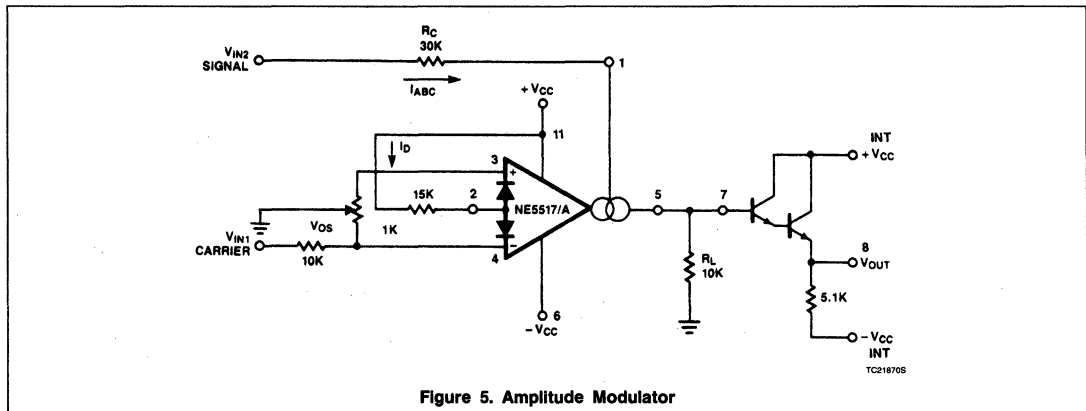 RC
30K
VIN2
SIGNAL
1
IABC
+ VCC
11
INT
+ VCC
ID
3
+
15K
2
NE5517/A
5
7
VOS
1K
8
VOUT
VIN1
CARRIER
10K
4
–
RL
10K
5.1K
6
– VCC
– VCC
INT
TC21870S
Figure 5. Amplitude Modulator